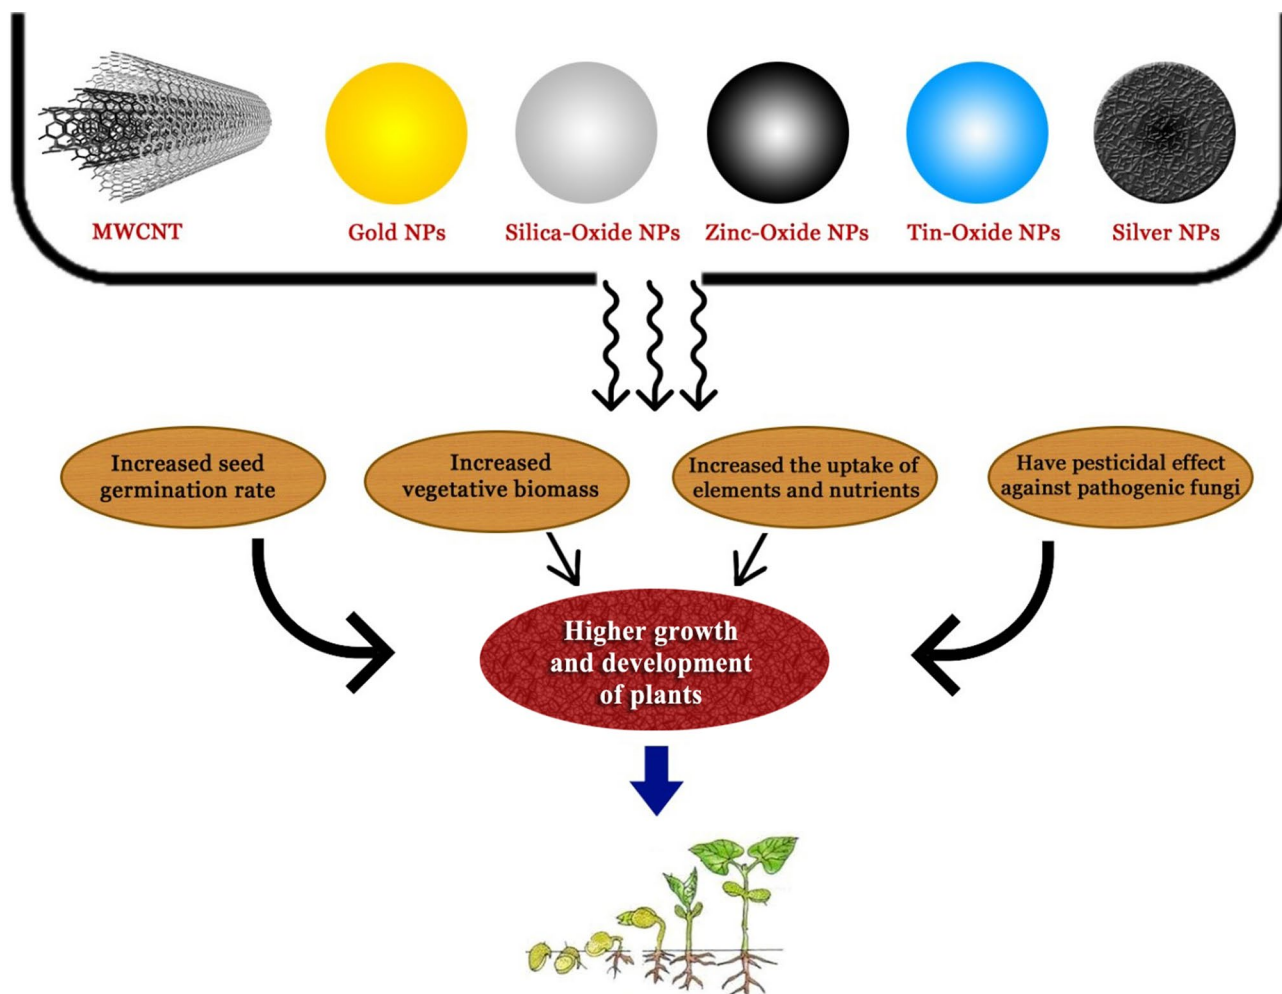 MWCNT
Gold NPs
Silica-Oxide NPs
Zinc-Oxide NPs
Tin-Oxide NPs
Silver NPs
Increased seed
germination rate
Increased
vegetative biomass
Increased the uptake of
elements and nutrients
Have pesticidal effect
against pathogenic fungi
Higher growth
and development
of plants